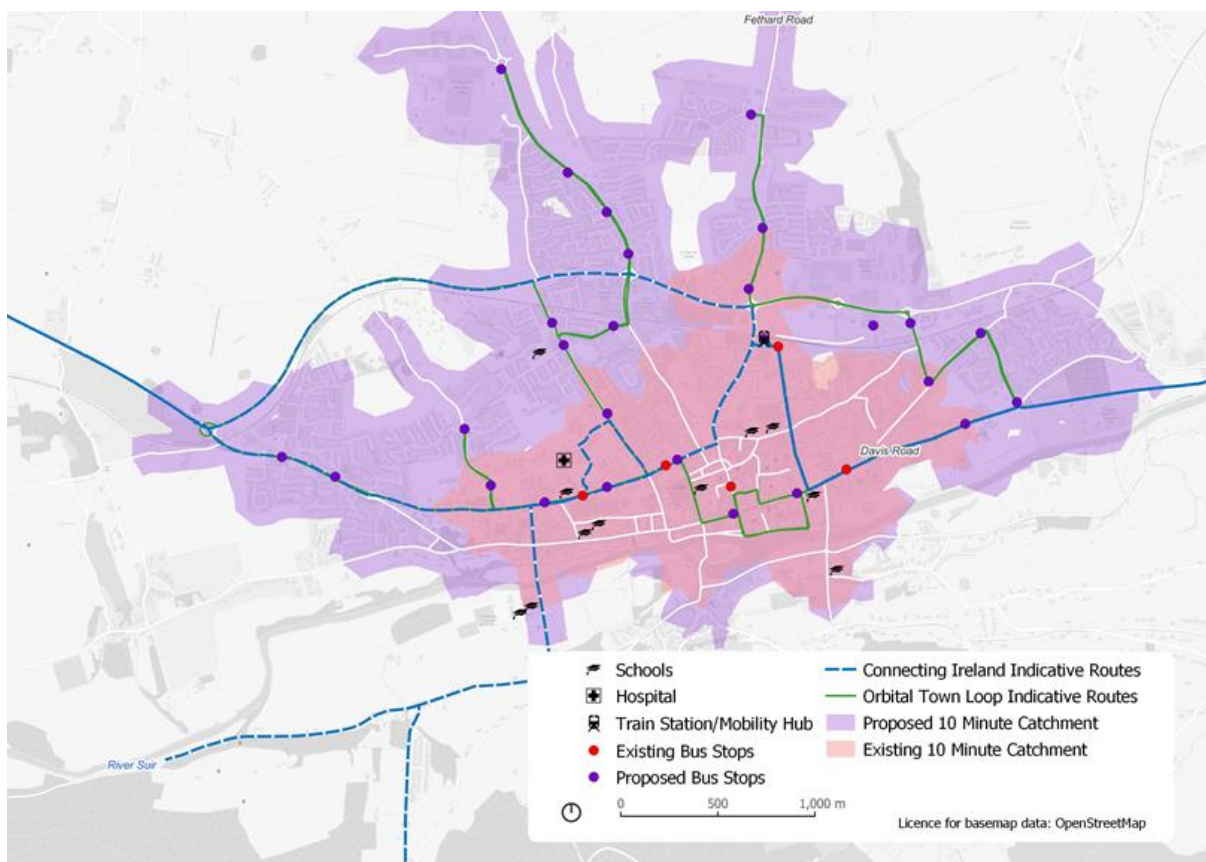 Fethard Road
Davis Road
River Suir
Schools
Hospital
Train Station/Mobility Hub
Existing Bus Stops
Proposed Bus Stops
Connecting Ireland Indicative Routes
Orbital Town Loop Indicative Routes
Proposed 10 Minute Catchment
Existing 10 Minute Catchment
0 500 1,000 m
Licence for basemap data: OpenStreetMap